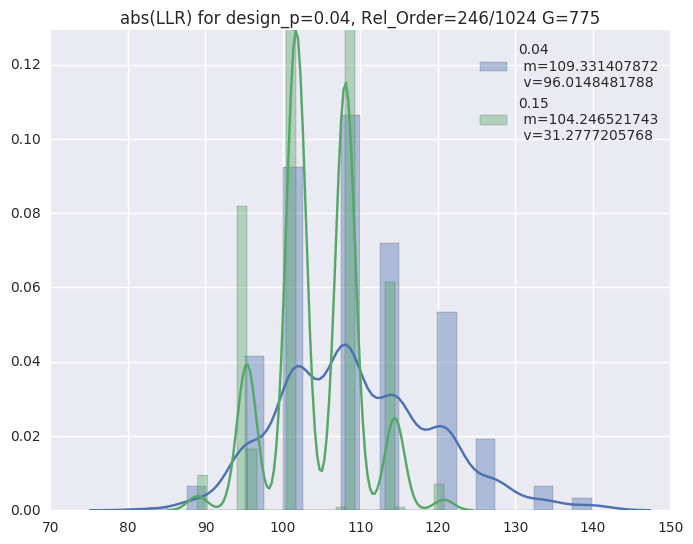 abs(LLR) for design_p=0.04, Rel_Order=246/1024 G=775
0.04
m=109.331407872
v=96.0148481788
0.15
m=104.246521743
v=31.2777205768
0.12
0.10
0.08
0.06
0.04
0.02
0.00
70 80 90 100 110 120 130 140 150